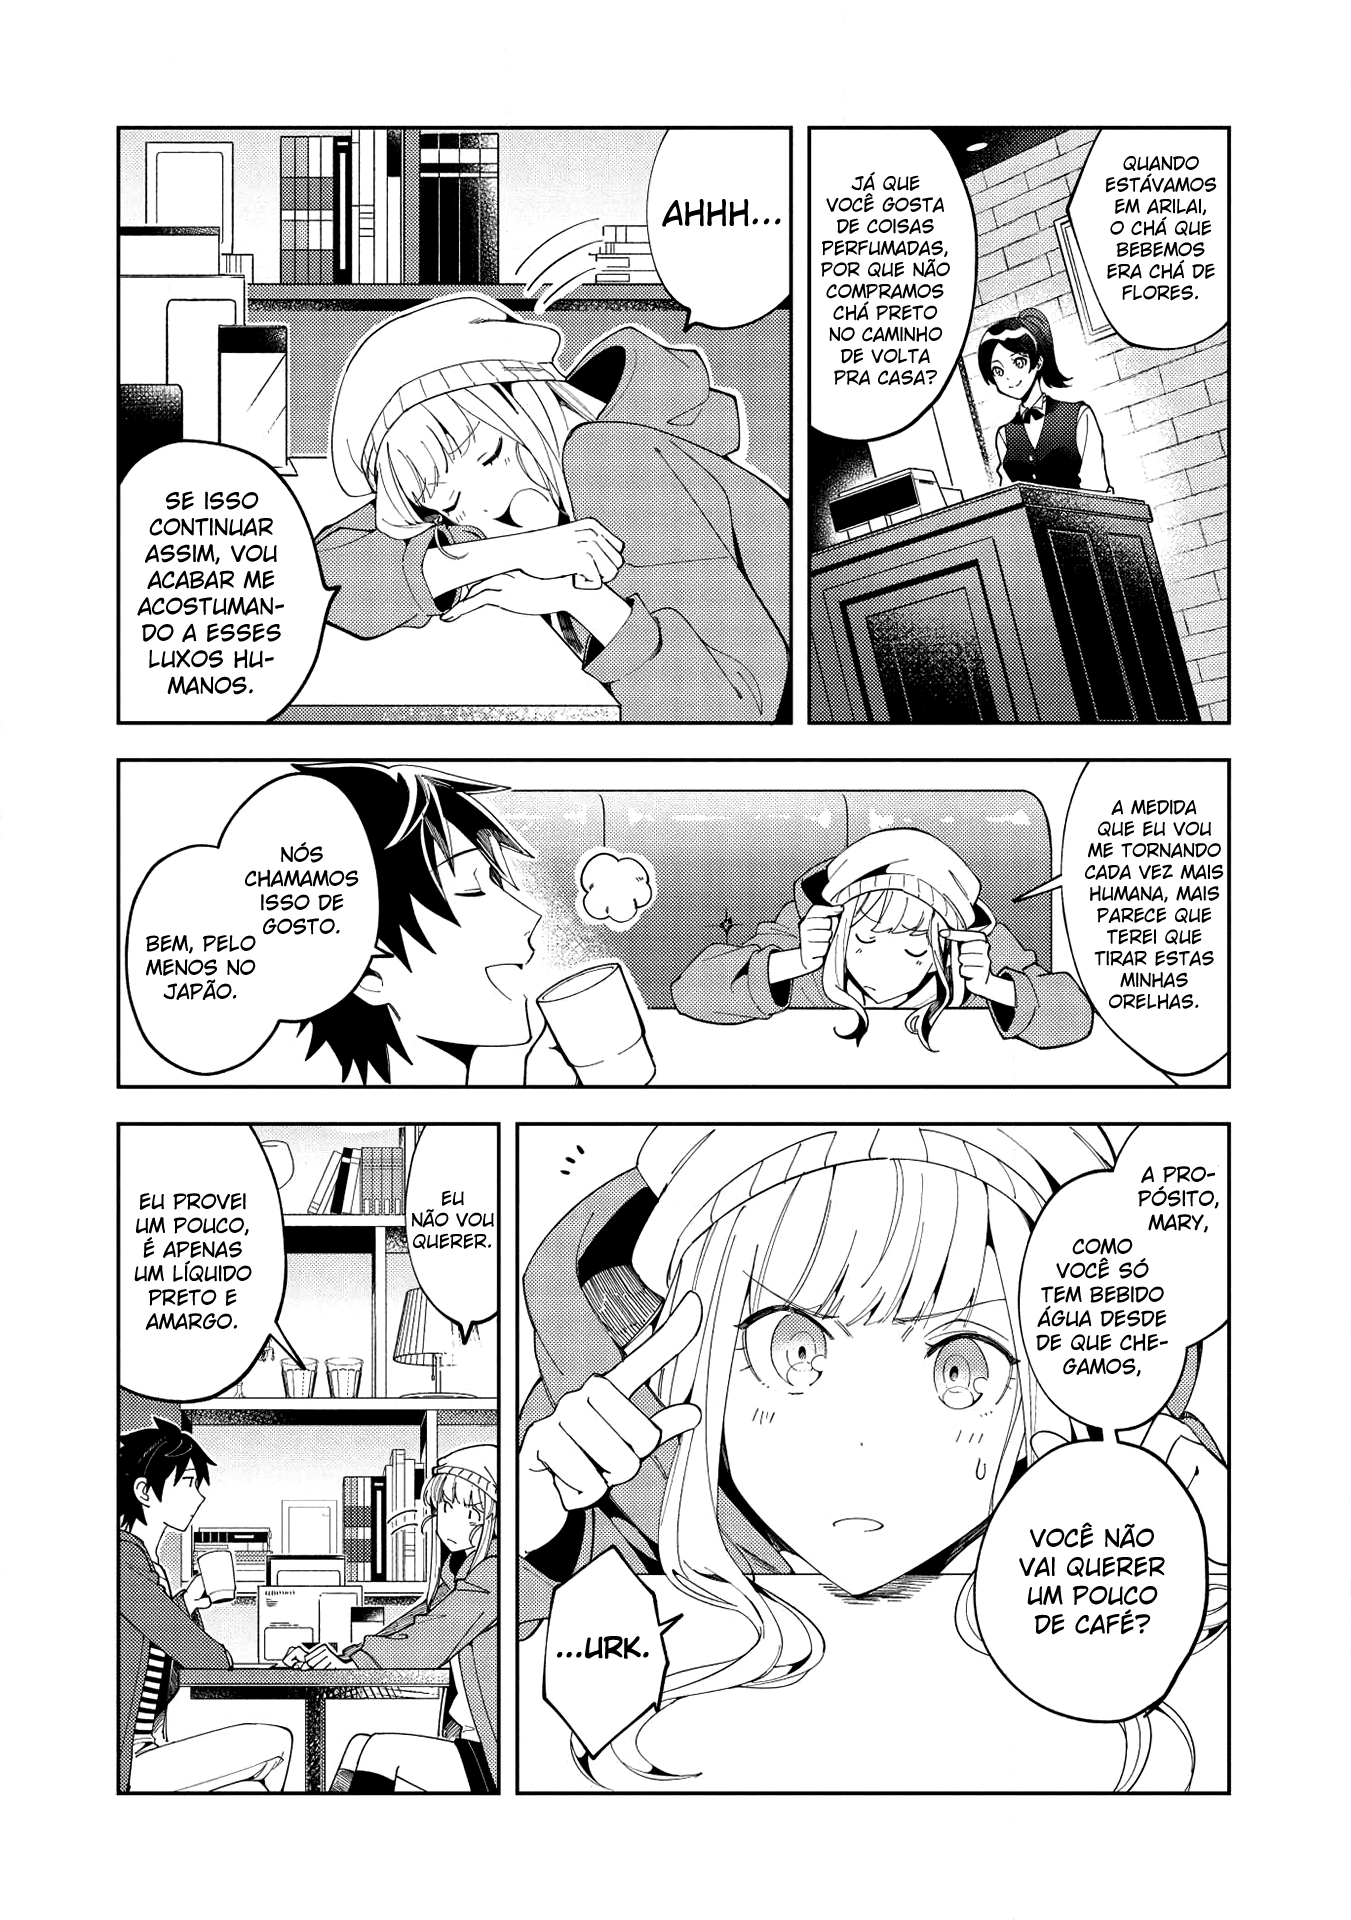 QUANDO
ESTÁVAMOS
EM ARILAI,
O CHÁ QUE
BEBEMOS
ERA CHÁ DE
FLORES.
JÁ QUE
VOCÊ GOSTA
DE COISAS
PERFUMADAS,
POR QUE NÃO
COMPRAMOS
CHÁ PRETO
NO CAMINHO
DE VOLTA
PRA CASA?
AHHH...
SE ISSO
CONTINUAR
ASSIM, VOU
ACABAR ME
ACOSTUMAN-
DO A ESSES
LUXOS HU-
MANOS.
A MEDIDA
QUE EU VOU
ME TORNANDO
CADA VEZ MAIS
HUMANA, MAIS
PARECE QUE
TEREI QUE
TIRAR ESTAS
MINHAS
ORELHAS.
NÓS
CHAMAMOS
ISSO DE
GOSTO.
BEM, PELO
MENOS NO
JAPÃO.
A PRO-
PÓSITO,
MARY,
COMO
VOCÊ SÓ
TEM BEBIDO
ÁGUA DESDE
DE QUE CHE-
GAMOS,
VOCÊ NÃO
VAI QUERER
UM POUCO
DE CAFÉ?
...URK.
EU
NÃO VOU
QUERER.
EU PROVEI
UM POUCO,
É APENAS
UM LÍQUIDO
PRETO E
AMARGO.